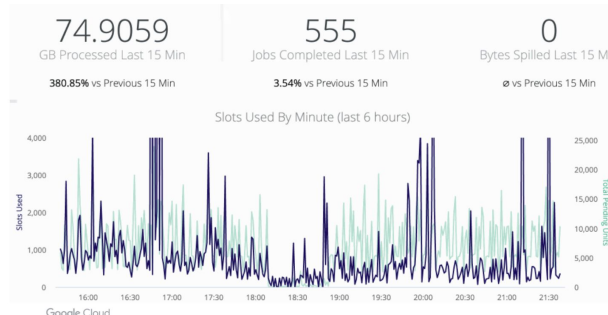 74.9059
GB Processed Last 15 Min
380.85% vs Previous 15 Min
555
Jobs Completed Last 15 Min
3.54% vs Previous 15 Min
0
Bytes Spilled Last 15 M
ø vs Previous 15 Min
Slots Used By Minute (last 6 hours)
Slots Used
4,000
3,000
2,000
1,000
0
25,000
20,000
15,000
10,000
5,000
0
Total Pending Units
16:00 16:30 17:00 17:30 18:00 18:30 19:00 19:30 20:00 20:30 21:00 21:30
Google Cloud